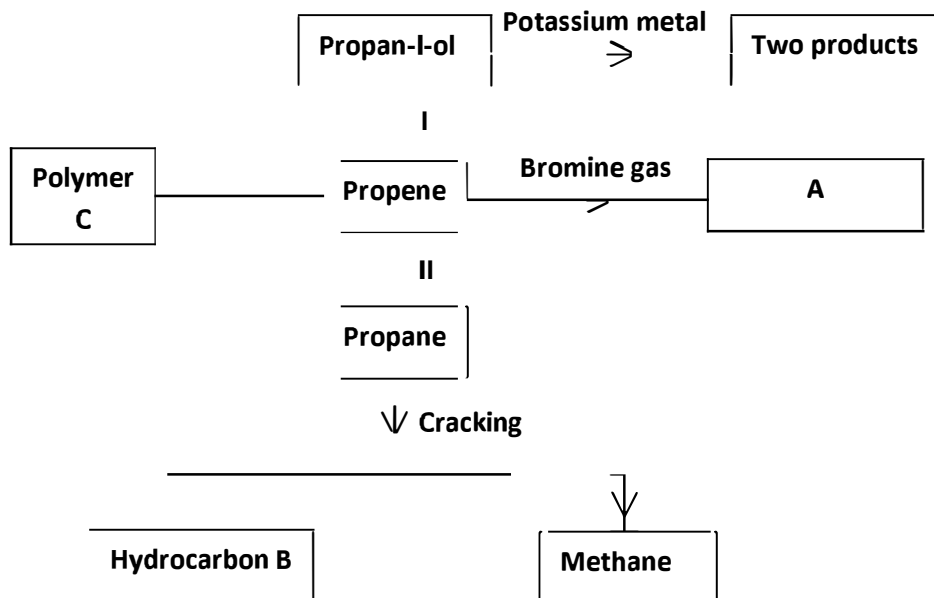 Potassium metal
Propan-l-ol
Two products
I
Polymer
C
Propene
Bromine gas
A
II
Propane
Cracking
Hydrocarbon B
Methane